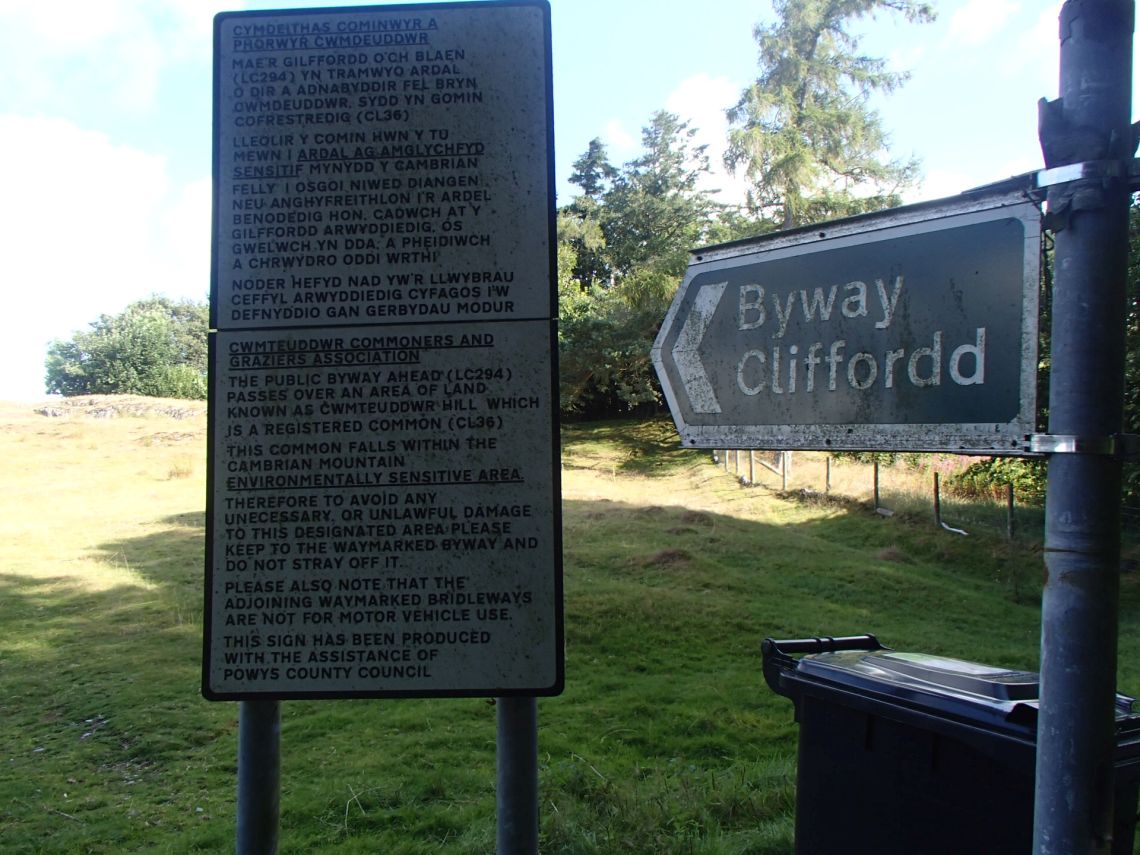 CYMDEITHAS COMINWYR A
PHORWYR CWMDEUDDWR
MAE'R GILFFORDD O'CH BLAEN
(LC294) YN TRAMWYO ARDAL
O DIR A ADNABYDDIR FEL BRYN
CWMDEUDDWR, SYDD YN GOMIN
COFRESTREDIG (CL36)
LLEOLIR Y COMIN HWN Y TU
MEWN I ARDAL AG AMGLYCHFYD
SENSITIF MYNYDD Y CAMBRIAN
FELLY I OSGOI NIWED DIANGEN
NEU ANGHYFREITHLON I'R ARDEL
BENODEDIG HON, CADWCH AT Y
GILFFORDD ARWYDDIEDIG, OS
GWELWCH YN DDA, A PHEIDIWCH
A CHRWYDRO ODDI WRTHI
NODER HEFYD NAD YW'R LLWYBRAU
CEFFYL ARWYDDIEDIG CYFAGOS I'W
DEFNYDDIO GAN GERBYDAU MODUR
CWMTEUDDWR COMMONERS AND
GRAZIERS ASSOCIATION
THE PUBLIC BYWAY AHEAD (LC294)
PASSES OVER AN AREA OF LAND
KNOWN AS CWMTEUDDWR HILL, WHICH
IS A REGISTERED COMMON (CL36)
THIS COMMON FALLS WITHIN THE
CAMBRIAN MOUNTAIN
ENVIRONMENTALLY SENSITIVE AREA.
THEREFORE TO AVOID ANY
UNECESSARY, OR UNLAWFUL DAMAGE
TO THIS DESIGNATED AREA PLEASE
KEEP TO THE WAYMARKED BYWAY AND
DO NOT STRAY OFF IT.
PLEASE ALSO NOTE THAT THE
ADJOINING WAYMARKED BRIDLEWAYS
ARE NOT FOR MOTOR VEHICLE USE.
THIS SIGN HAS BEEN PRODUCED
WITH THE ASSISTANCE OF
POWYS COUNTY COUNCIL
Byway
Cliffordd